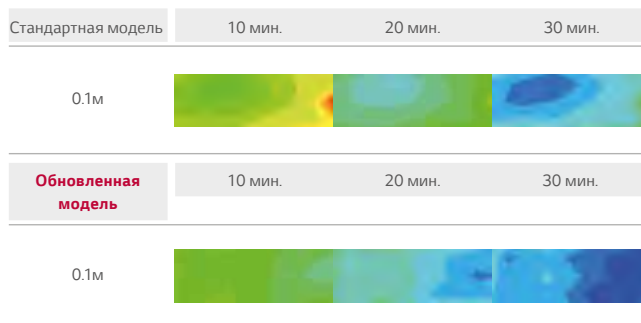 Стандартная модель 10 мин. 20 мин. 30 мин.
0.1м
Обновленная модель 10 мин. 20 мин. 30 мин.
0.1м